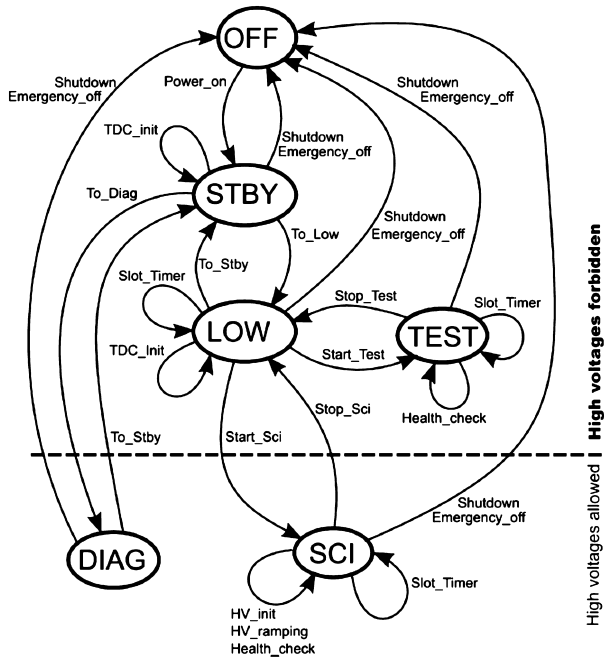 OFF
Shutdown
Emergency_off
Power_on
Shutdown
Emergency_off
TDC_init
Shutdown
Emergency_off
To_Diag
STBY
To_Low
Shutdown
Emergency_off
To_Stby
Slot_Timer
Stop_Test
Slot_Timer
LOW
TEST
TDC_Init
Start_Test
Health_check
Stop_Sci
To_Stby
Start_Sci
High voltages forbidden
High voltages allowed
Shutdown
Emergency_off
DIAG
SCI
Slot_Timer
HV_init
HV_ramping
Health_check